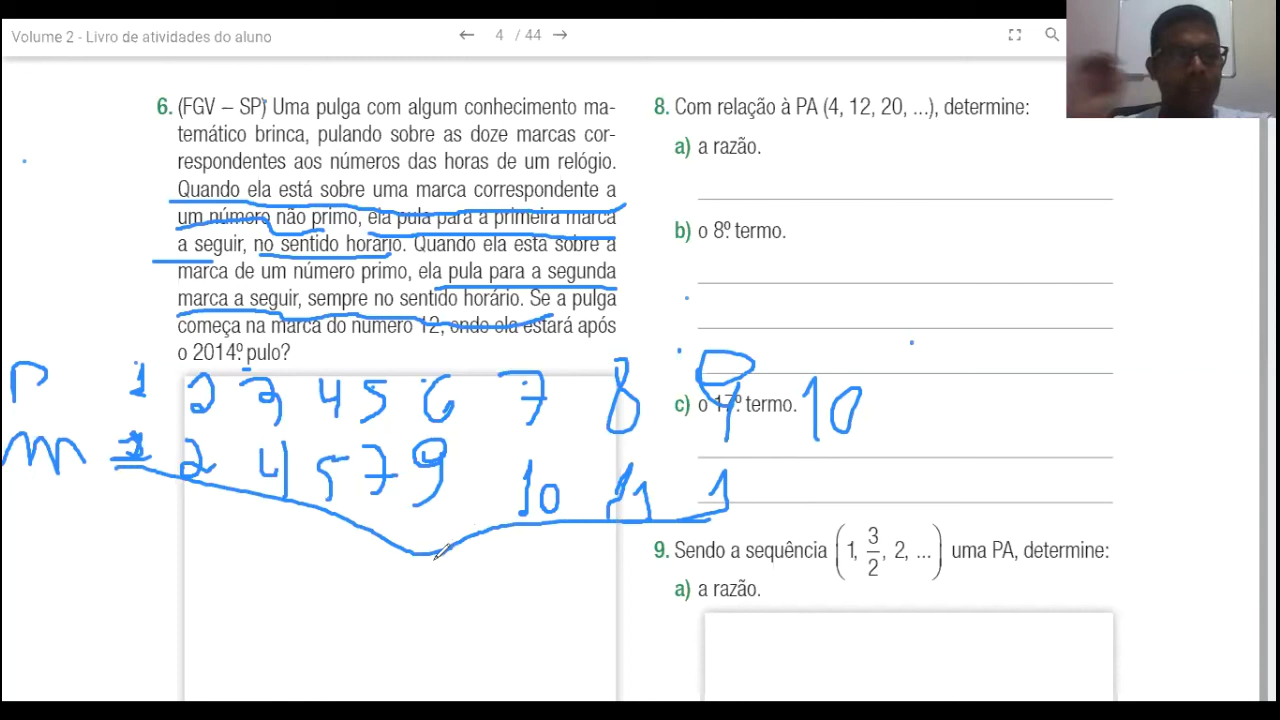 Volume 2 - Livro de atividades do aluno
4 / 44
6. (FGV – SP) Uma pulga com algum conhecimento ma-
temático brinca, pulando sobre as doze marcas cor-
respondentes aos números das horas de um relógio.
Quando ela está sobre uma marca correspondente a
um número não primo, ela pula para a primeira marca
a seguir, no sentido horário. Quando ela está sobre a
marca de um número primo, ela pula para a segunda
marca a seguir, sempre no sentido horário. Se a pulga
começa na marca do número 12, onde ela estará após
o 2014º. pulo?
P 1 2 3 4 5 6 7 8 9 10
m 1 2 4 5 7 9 10 11 1
8. Com relação à PA (4, 12, 20, ...), determine:
a) a razão.
b) o 8º. termo.
c) o 17º. termo.
9. Sendo a sequência (1, 3/2, 2, ...) uma PA, determine:
a) a razão.